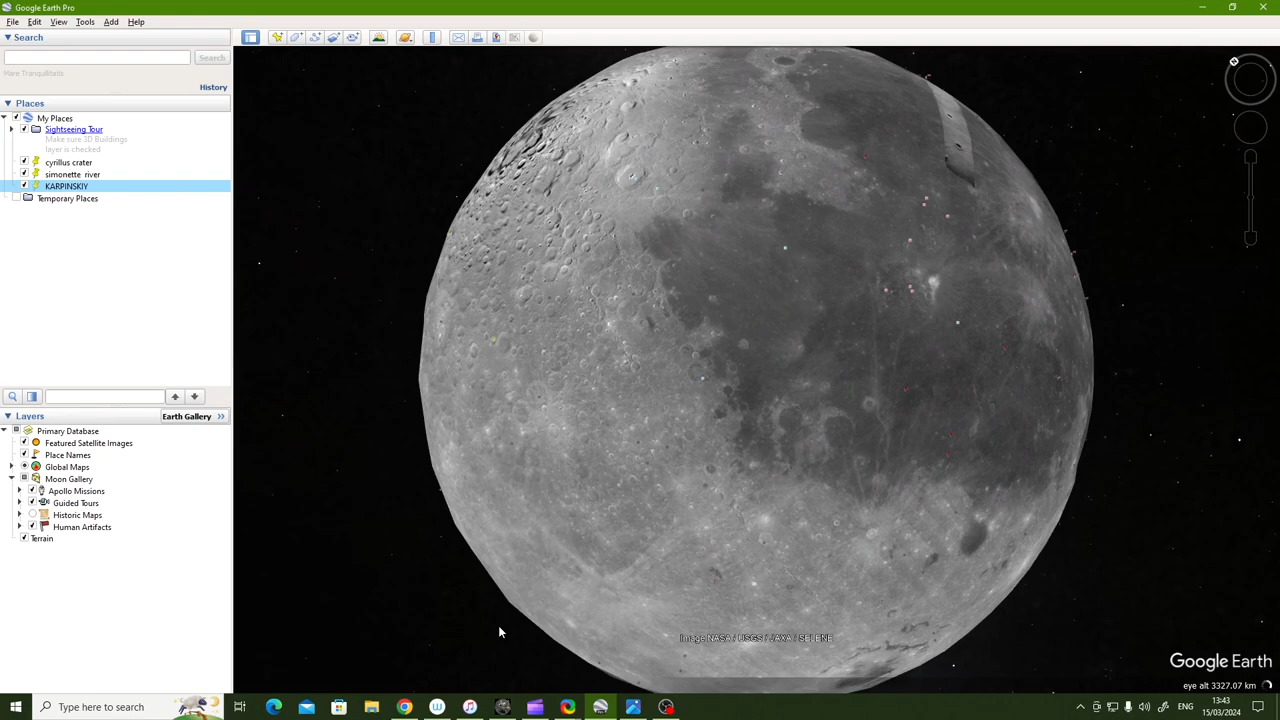 Google Earth Pro
File Edit View Tools Add Help
Search
Search
Mare Tranquillitatis
History
Places
My Places
Sightseeing Tour
Make sure 3D Buildings
layer is checked
cyrillus crater
simonette river
KARPINSKIY
Temporary Places
Layers
Earth Gallery »
Primary Database
Featured Satellite Images
Place Names
Global Maps
Moon Gallery
Apollo Missions
Guided Tours
Historic Maps
Human Artifacts
Terrain
Image NASA / USGS / JAXA / SELENE
Google Earth
eye alt 3327.07 km
Type here to search
13:43
15/03/2024